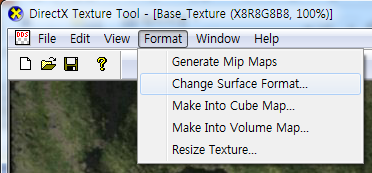 DirectX Texture Tool - [Base_Texture (X8R8G8B8, 100%)]
DDS File Edit View Format Window Help
Generate Mip Maps
Change Surface Format...
Make Into Cube Map...
Make Into Volume Map...
Resize Texture...